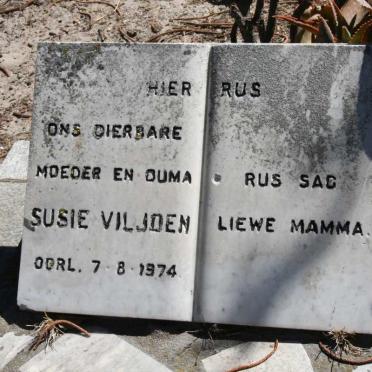 HIER RUS
ONS DIERBARE
MOEDER EN OUMA
SUSIE VILJOEN
OORL. 7·8·1974
RUS SAG
LIEWE MAMMA.